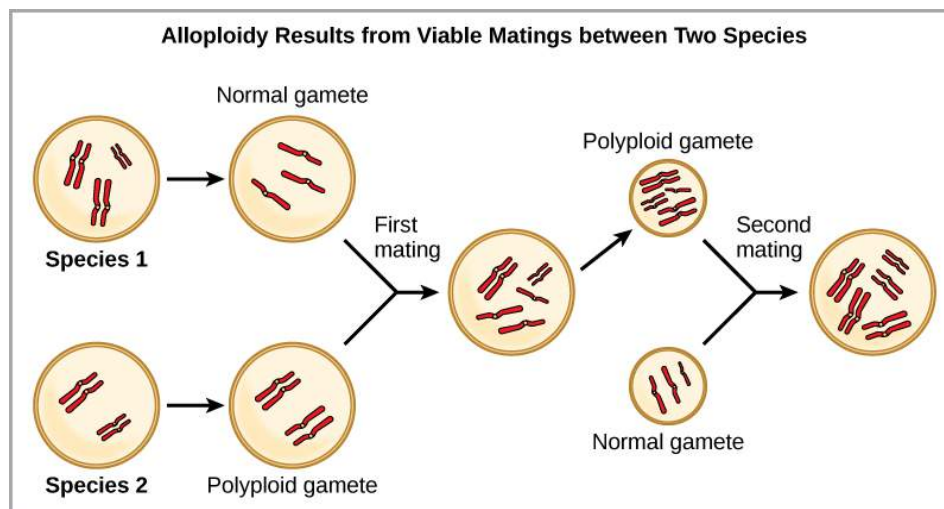 Alloploidy Results from Viable Matings between Two Species
Normal gamete
Species 1
Species 2
Polyploid gamete
First
mating
Polyploid gamete
Normal gamete
Second
mating